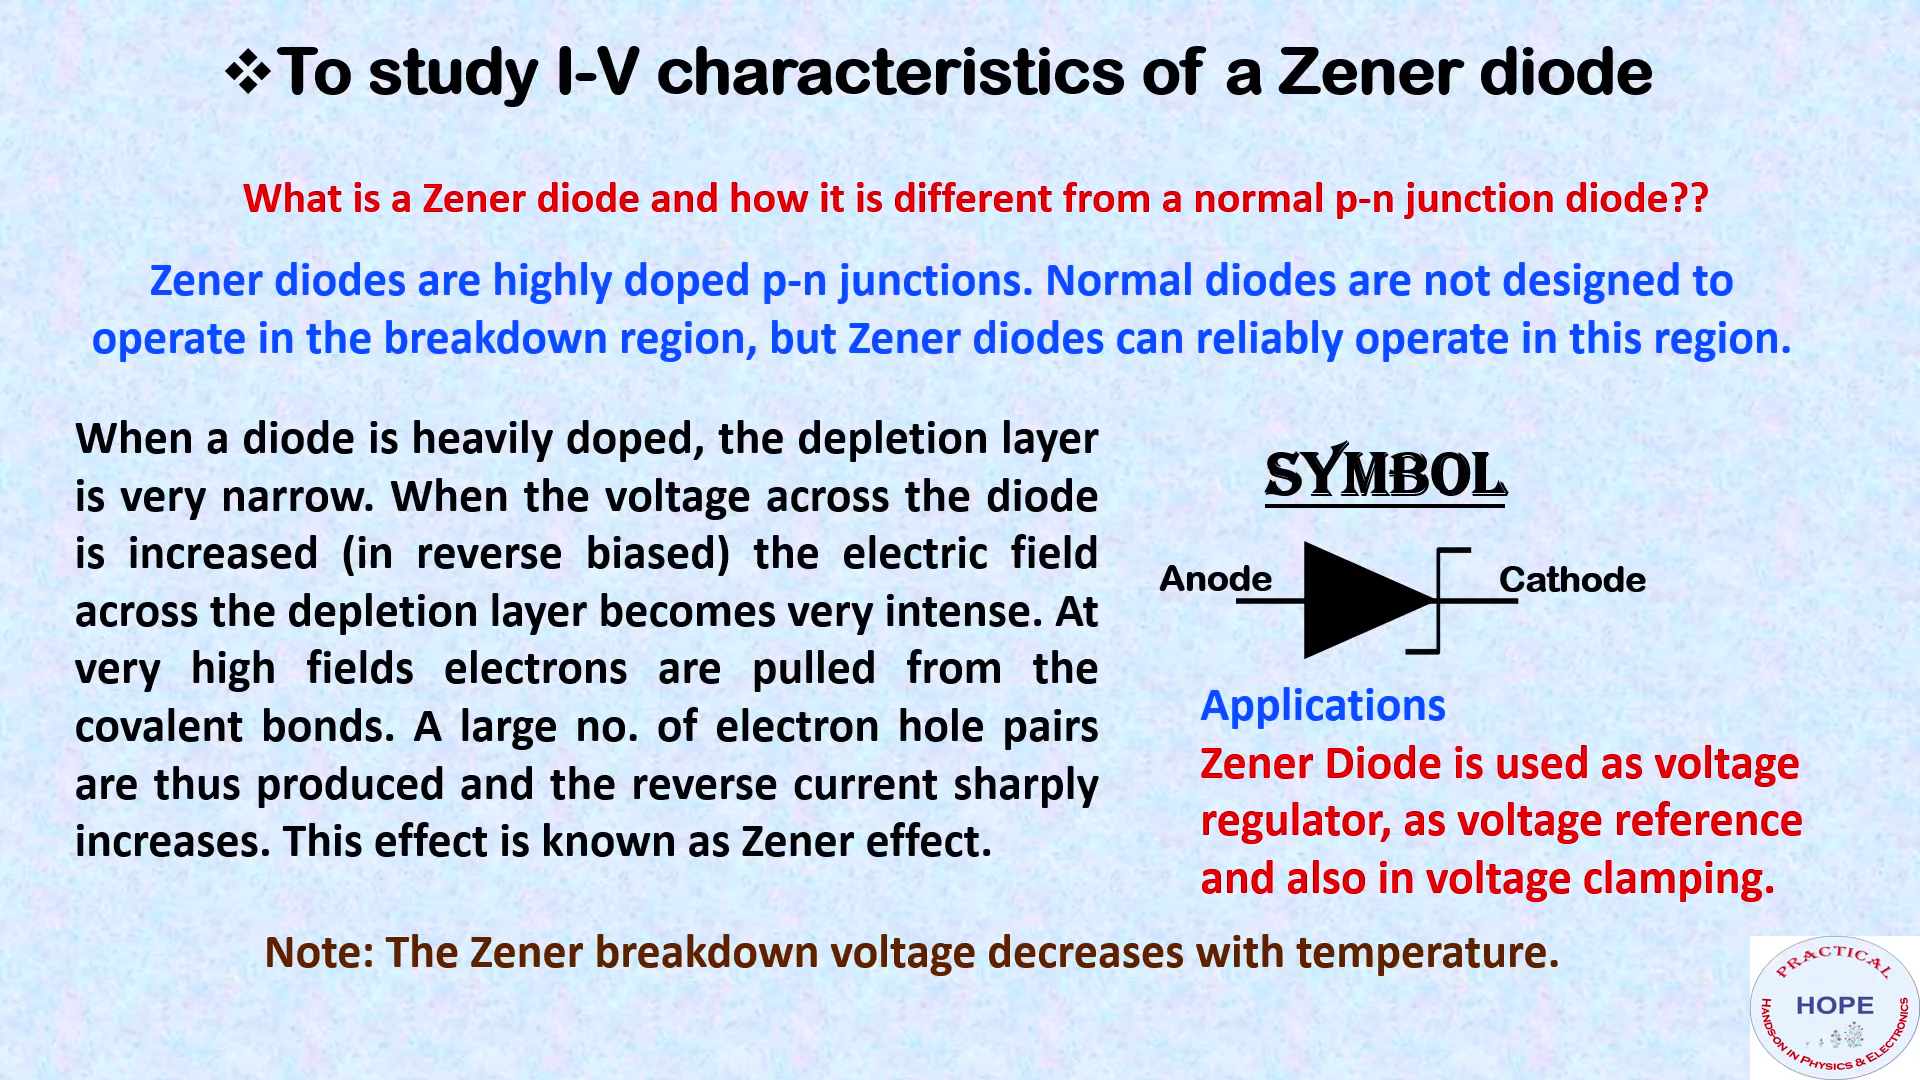 ❖To study I-V characteristics of a Zener diode
What is a Zener diode and how it is different from a normal p-n junction diode??
Zener diodes are highly doped p-n junctions. Normal diodes are not designed to
operate in the breakdown region, but Zener diodes can reliably operate in this region.
When a diode is heavily doped, the depletion layer
is very narrow. When the voltage across the diode
is increased (in reverse biased) the electric field
across the depletion layer becomes very intense. At
very high fields electrons are pulled from the
covalent bonds. A large no. of electron hole pairs
are thus produced and the reverse current sharply
increases. This effect is known as Zener effect.
SYMBOL
Anode
Cathode
Applications
Zener Diode is used as voltage
regulator, as voltage reference
and also in voltage clamping.
Note: The Zener breakdown voltage decreases with temperature.
PRACTICAL
HOPE
HANDSON IN PHYSICS & ELECTRONICS